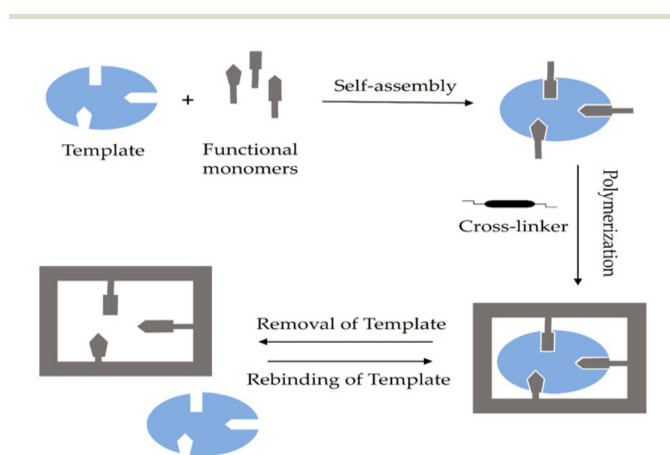 +
Self-assembly
Template
Functional
monomers
Cross-linker
Polymerization
Removal of Template
Rebinding of Template